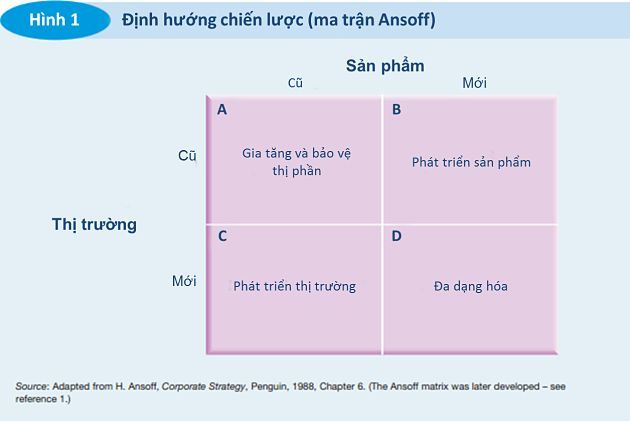 Hình 1
Định hướng chiến lược (ma trận Ansoff)
Sản phẩm
Cũ
Mới
A
B
Cũ
Gia tăng và bảo vệ
thị phần
Phát triển sản phẩm
Thị trường
C
D
Mới
Phát triển thị trường
Đa dạng hóa
Source: Adapted from H. Ansoff, Corporate Strategy, Penguin, 1988, Chapter 6. (The Ansoff matrix was later developed – see
reference 1.)